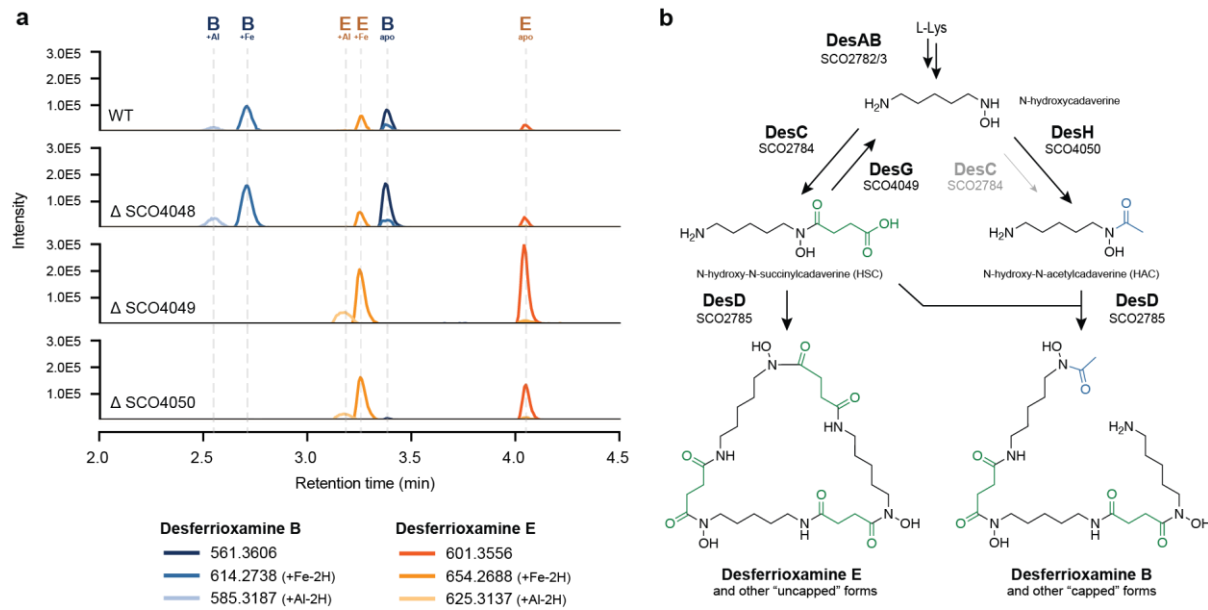 a
B B E E B E
+Al +Fe +Al +Fe apo apo
3.0E5
2.0E5
1.0E5
WT
3.0E5
2.0E5
1.0E5
Δ SCO4048
3.0E5
2.0E5
1.0E5
Δ SCO4049
3.0E5
2.0E5
1.0E5
Δ SCO4050
Intensity
2.0 2.5 3.0 3.5 4.0 4.5
Retention time (min)
Desferrioxamine B
561.3606
614.2738 (+Fe-2H)
585.3187 (+Al-2H)
Desferrioxamine E
601.3556
654.2688 (+Fe-2H)
625.3137 (+Al-2H)
b
L-Lys
DesAB
SCO2782/3
H2N
NH
OH
N-hydroxycadaverine
DesC
SCO2784
DesG
SCO4049
DesC
SCO2784
DesH
SCO4050
H2N
N
OH
O
OH
O
N-hydroxy-N-succinylcadaverine (HSC)
H2N
N
OH
O
N-hydroxy-N-acetylcadaverine (HAC)
DesD
SCO2785
DesD
SCO2785
HO
N
O
O
NH
NH
O
O
N
OH
N
H
O
O
N
OH
Desferrioxamine E
and other "uncapped" forms
HO
N
O
H2N
NH
O
O
N
OH
N
H
O
O
N
OH
Desferrioxamine B
and other "capped" forms